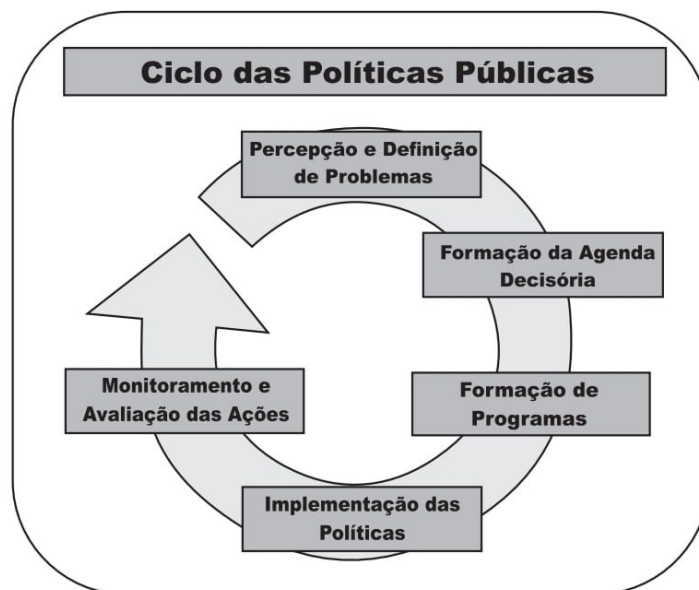 Ciclo das Políticas Públicas
Percepção e Definição
de Problemas
Formação da Agenda
Decisória
Formação de
Programas
Implementação das
Políticas
Monitoramento e
Avaliação das Ações